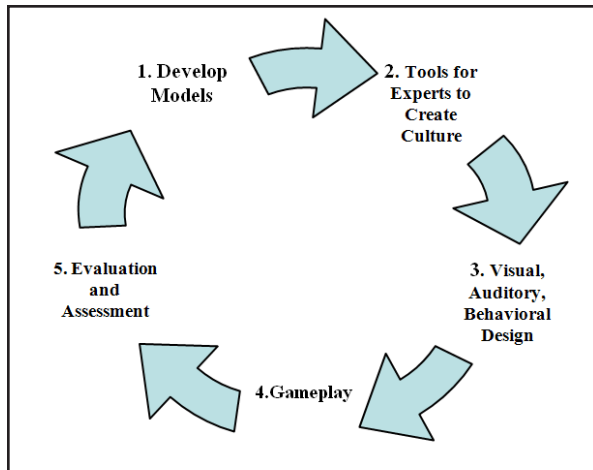 1. Develop
Models
2. Tools for
Experts to
Create
Culture
3. Visual,
Auditory,
Behavioral
Design
4.Gameplay
5. Evaluation
and
Assessment